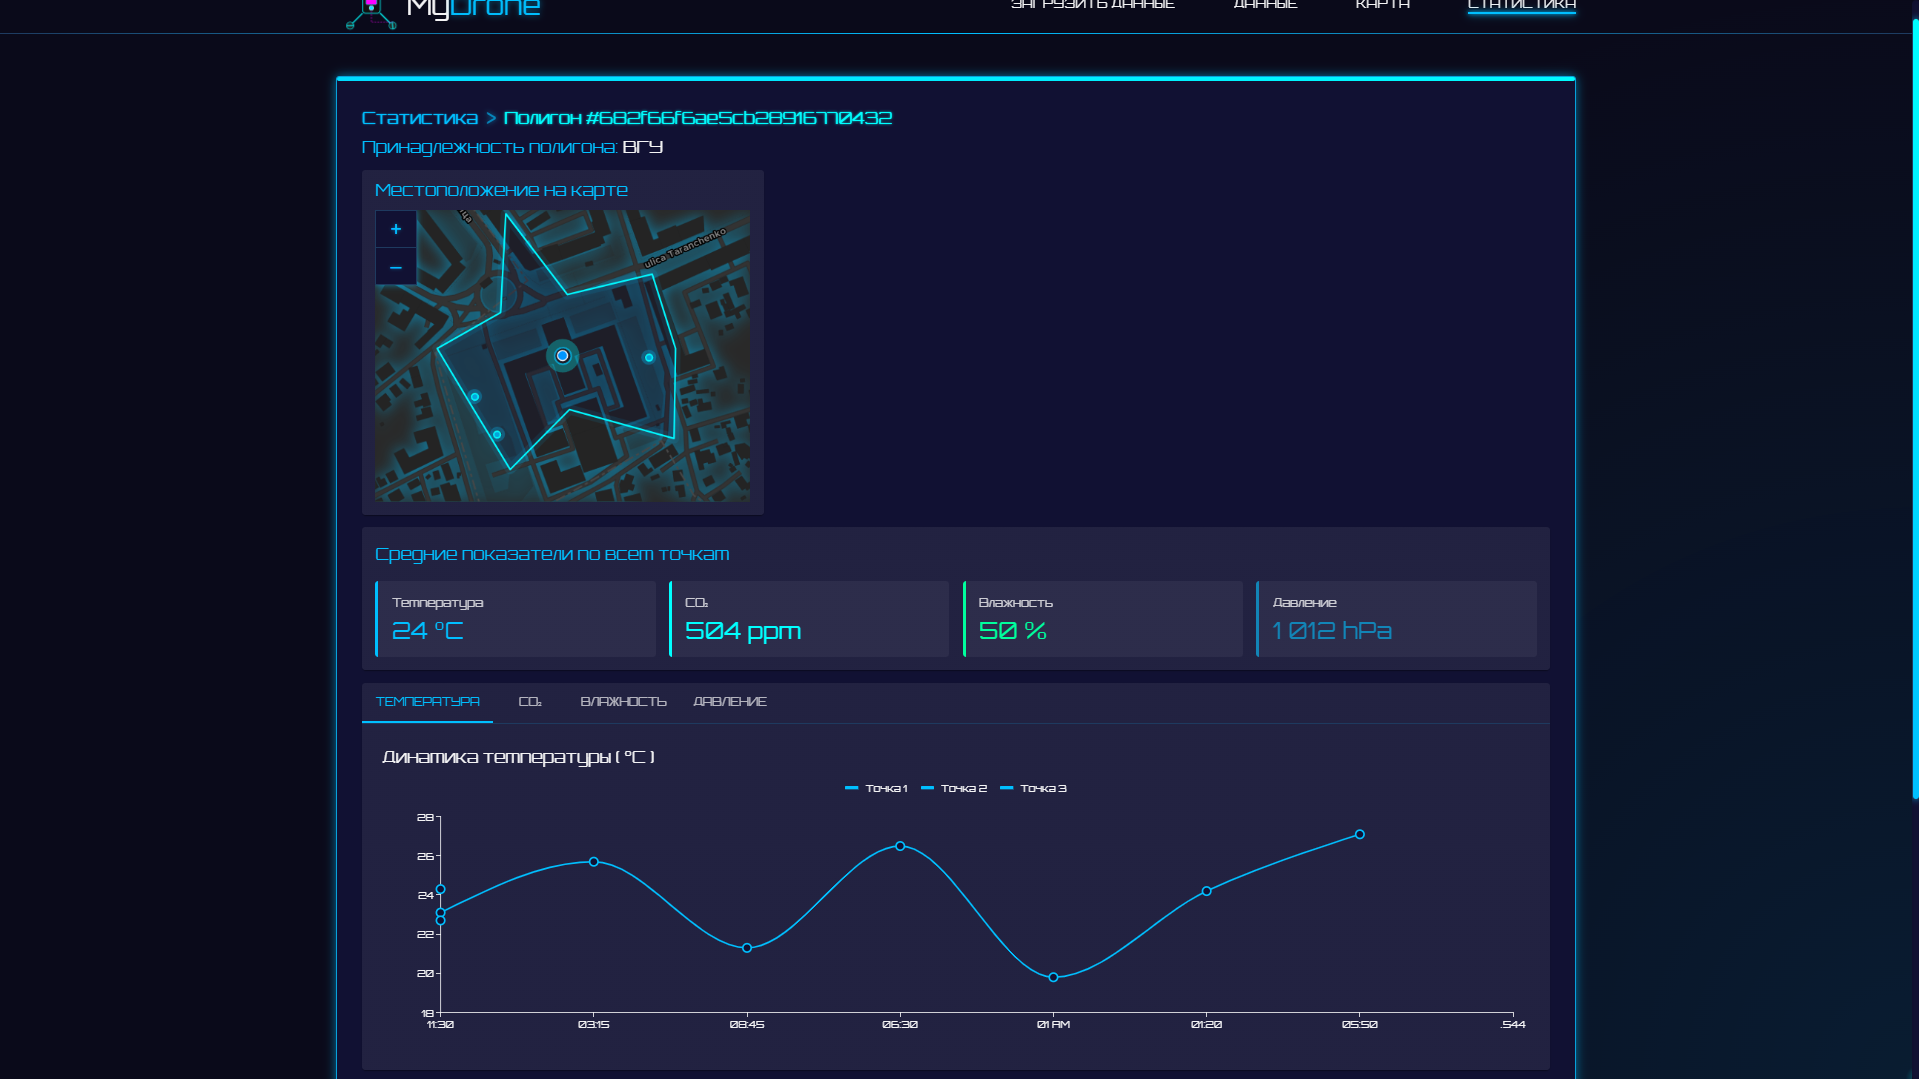 MyDrone
ЗАГРУЗИТЬ ДАННЫЕ ДАННЫЕ КАРТА СТАТИСТИКА
Статистика > Полигон #682f66f6ae5cb28916770432
Принадлежность полигона: ВГУ
Местоположение на карте
+
–
ица
ulica Taranchenko
Средние показатели по всем точкам
Температура
24 °C
CO₂
504 ppm
Влажность
50 %
Давление
1 012 hPa
ТЕМПЕРАТУРА CO₂ ВЛАЖНОСТЬ ДАВЛЕНИЕ
Динамика температуры ( °C )
Точка 1 Точка 2 Точка 3
28
26
24
22
20
18
11:30 03:15 08:45 06:30 01 AM 01:20 05:50 .544